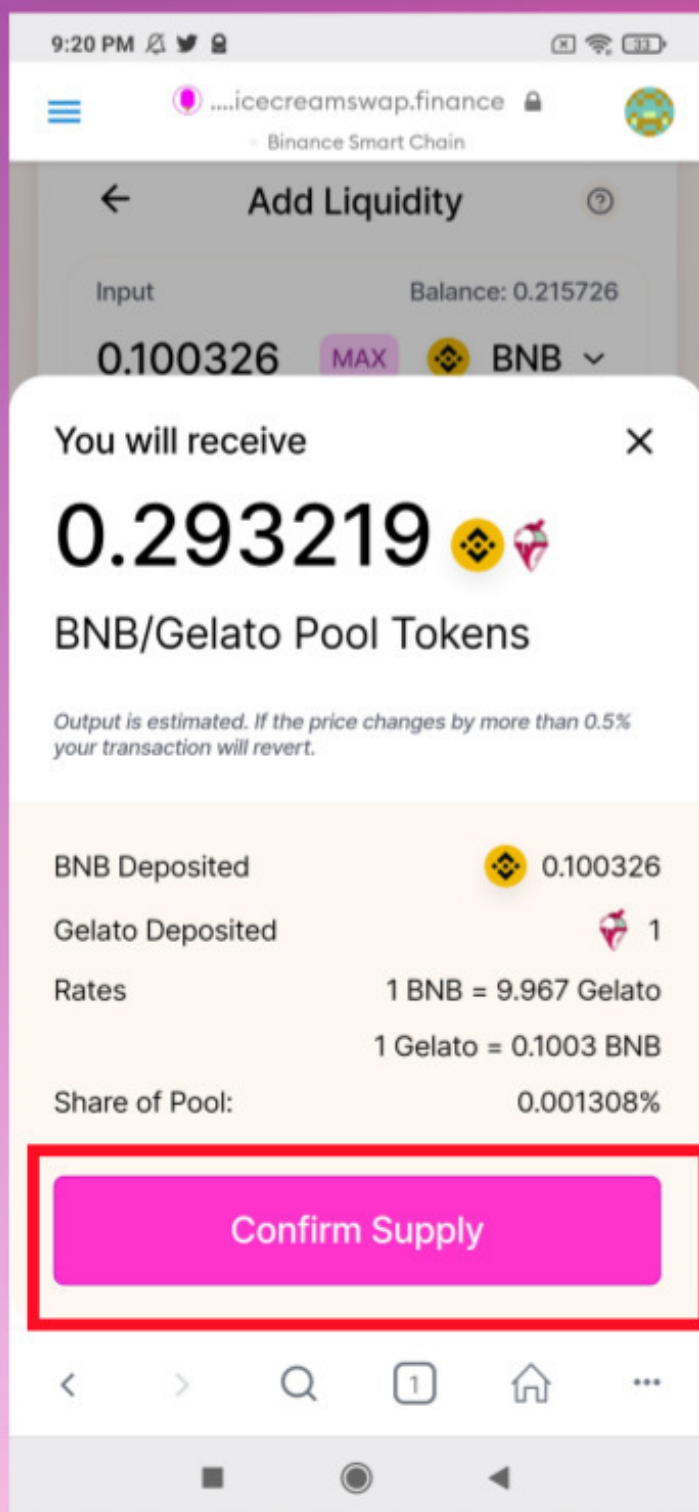 9:20 PM
33
....icecreamswap.finance
Binance Smart Chain
Add Liquidity
Input Balance: 0.215726
0.100326 MAX BNB
You will receive
0.293219
BNB/Gelato Pool Tokens
Output is estimated. If the price changes by more than 0.5%
your transaction will revert.
BNB Deposited 0.100326
Gelato Deposited 1
Rates 1 BNB = 9.967 Gelato
1 Gelato = 0.1003 BNB
Share of Pool: 0.001308%
Confirm Supply
1